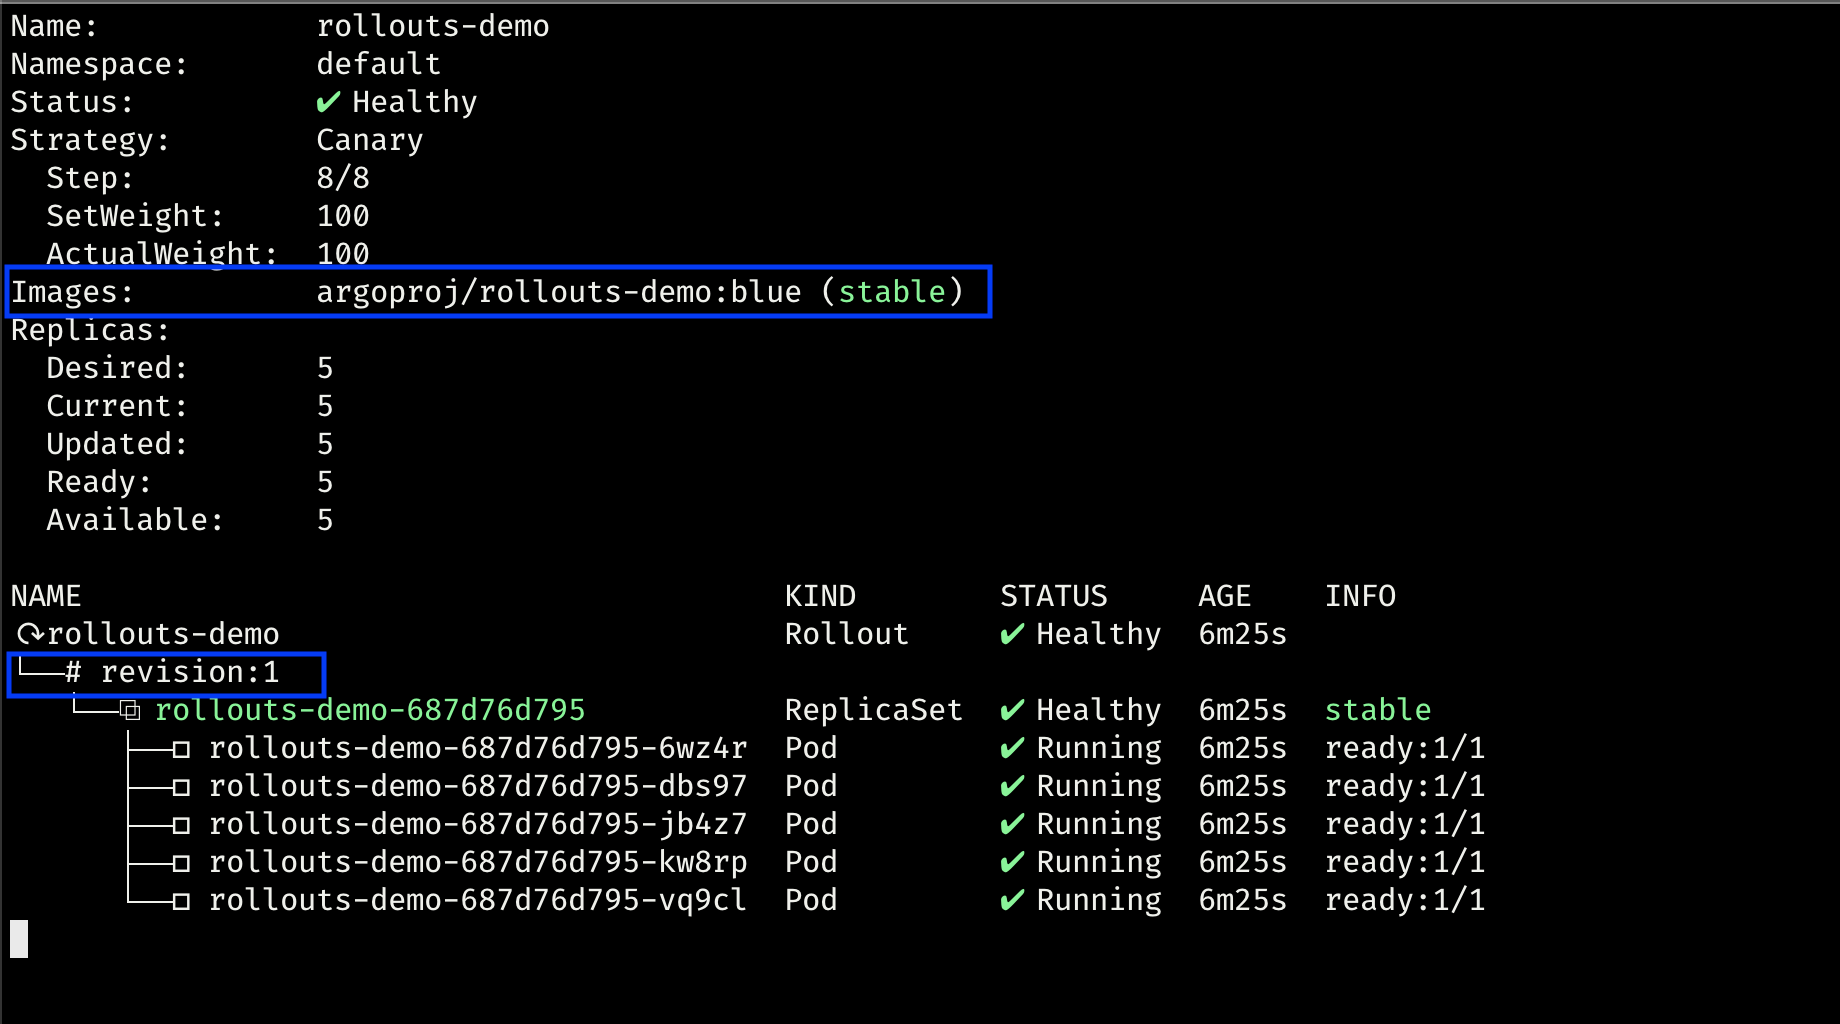 Name: rollouts-demo
Namespace: default
Status: ✔ Healthy
Strategy: Canary
Step: 8/8
SetWeight: 100
ActualWeight: 100
Images: argoproj/rollouts-demo:blue (stable)
Replicas:
Desired: 5
Current: 5
Updated: 5
Ready: 5
Available: 5
NAME KIND STATUS AGE INFO
⟳ rollouts-demo Rollout ✔ Healthy 6m25s
└──# revision:1
└──⧉ rollouts-demo-687d76d795 ReplicaSet ✔ Healthy 6m25s stable
├──□ rollouts-demo-687d76d795-6wz4r Pod ✔ Running 6m25s ready:1/1
├──□ rollouts-demo-687d76d795-dbs97 Pod ✔ Running 6m25s ready:1/1
├──□ rollouts-demo-687d76d795-jb4z7 Pod ✔ Running 6m25s ready:1/1
├──□ rollouts-demo-687d76d795-kw8rp Pod ✔ Running 6m25s ready:1/1
└──□ rollouts-demo-687d76d795-vq9cl Pod ✔ Running 6m25s ready:1/1